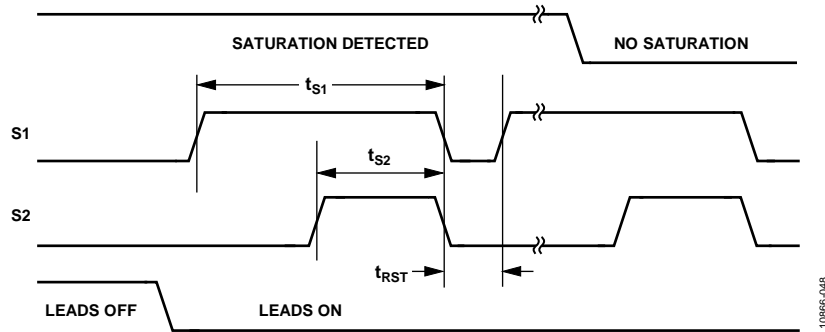 SATURATION DETECTED
NO SATURATION
tS1
S1
tS2
S2
tRST
LEADS OFF
LEADS ON
10866-048